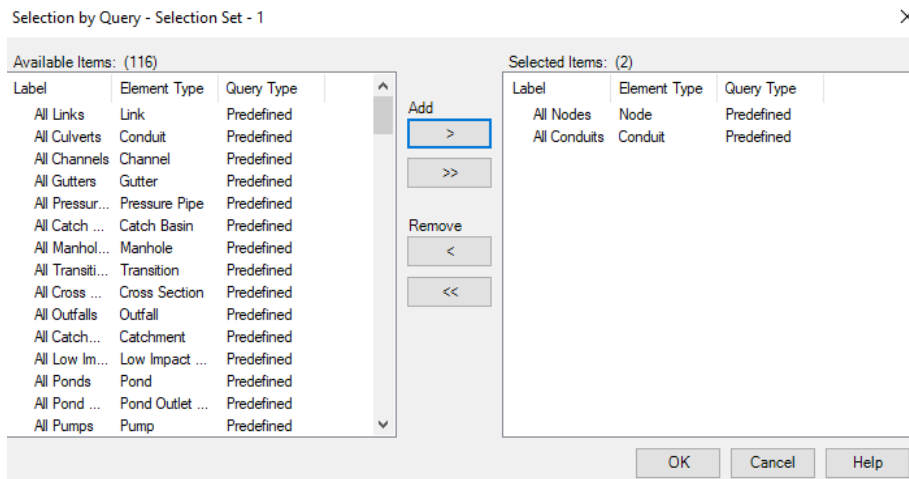 Selection by Query - Selection Set - 1
Available Items: (116)
Label Element Type Query Type
All Links Link Predefined
All Culverts Conduit Predefined
All Channels Channel Predefined
All Gutters Gutter Predefined
All Pressur... Pressure Pipe Predefined
All Catch ... Catch Basin Predefined
All Manhol... Manhole Predefined
All Transiti... Transition Predefined
All Cross ... Cross Section Predefined
All Outfalls Outfall Predefined
All Catch... Catchment Predefined
All Low Im... Low Impact ... Predefined
All Ponds Pond Predefined
All Pond ... Pond Outlet ... Predefined
All Pumps Pump Predefined
Add
>
>>
Remove
<
<<
Selected Items: (2)
Label Element Type Query Type
All Nodes Node Predefined
All Conduits Conduit Predefined
OK Cancel Help